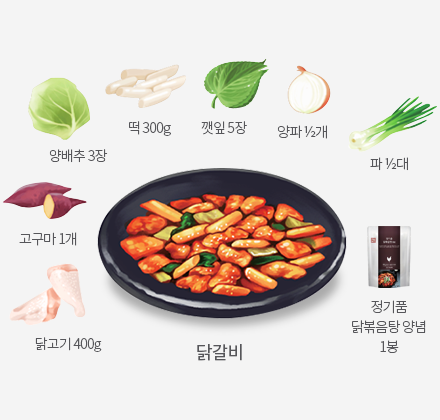 떡 300g
깻잎 5장
양파 ½개
양배추 3장
파 ½대
고구마 1개
정기품
닭볶음탕 양념
1봉
닭고기 400g
닭갈비